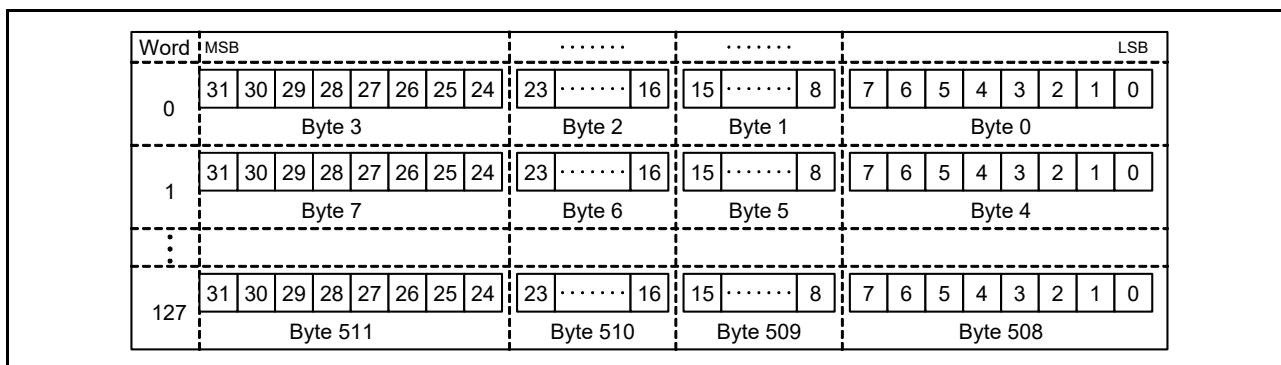 Word MSB ······· ······· LSB
0 31 30 29 28 27 26 25 24 23 ······· 16 15 ······· 8 7 6 5 4 3 2 1 0
Byte 3 Byte 2 Byte 1 Byte 0
1 31 30 29 28 27 26 25 24 23 ······· 16 15 ······· 8 7 6 5 4 3 2 1 0
Byte 7 Byte 6 Byte 5 Byte 4
⋮
127 31 30 29 28 27 26 25 24 23 ······· 16 15 ······· 8 7 6 5 4 3 2 1 0
Byte 511 Byte 510 Byte 509 Byte 508